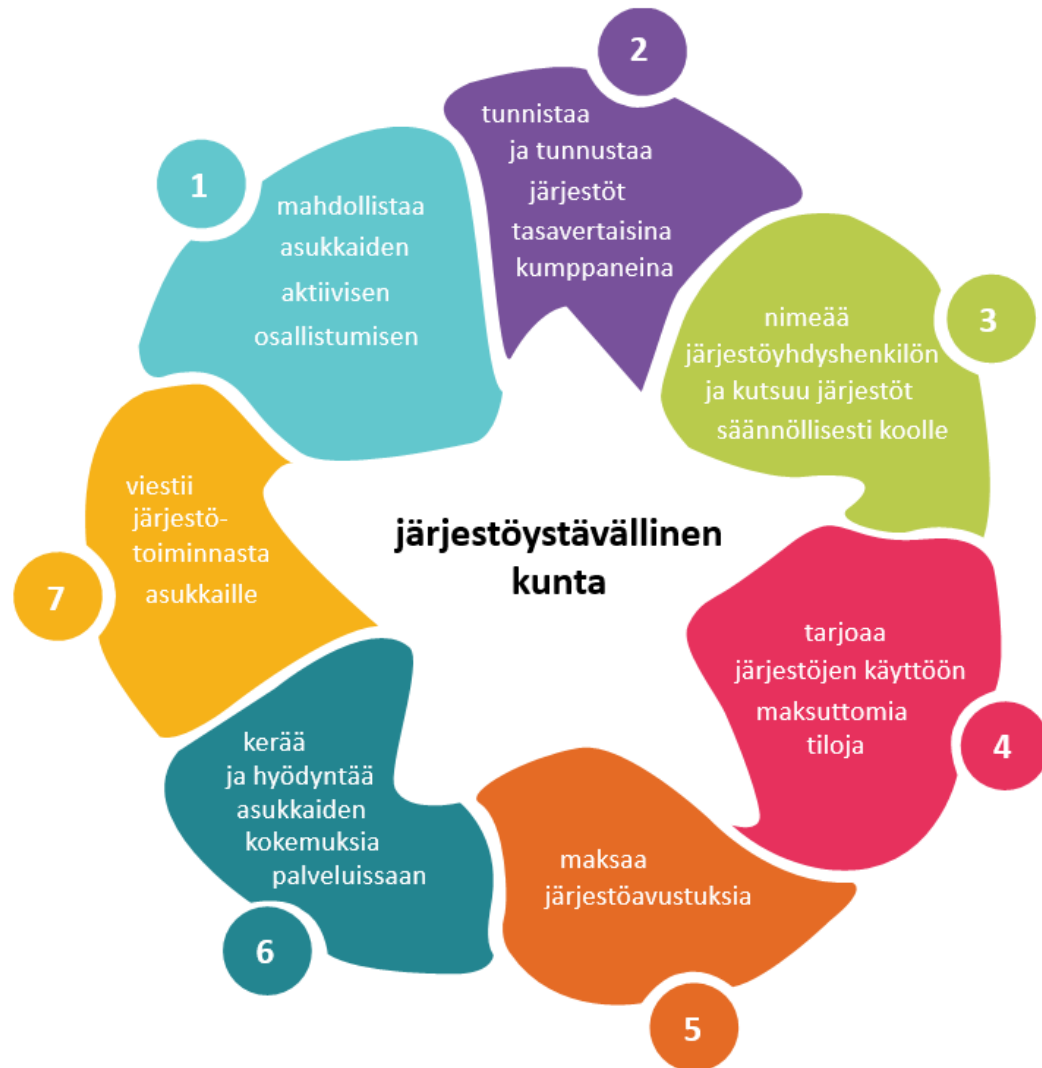 järjestöystävällinen
kunta
1
mahdollistaa
asukkaiden
aktiivisen
osallistumisen
2
tunnistaa
ja tunnustaa
järjestöt
tasavertaisina
kumppaneina
3
nimeää
järjestöyhdyshenkilön
ja kutsuu järjestöt
säännöllisesti koolle
4
tarjoaa
järjestöjen käyttöön
maksuttomia
tiloja
5
maksaa
järjestöavustuksia
6
kerää
ja hyödyntää
asukkaiden
kokemuksia
palveluissaan
7
viestii
järjestö-
toiminnasta
asukkaille